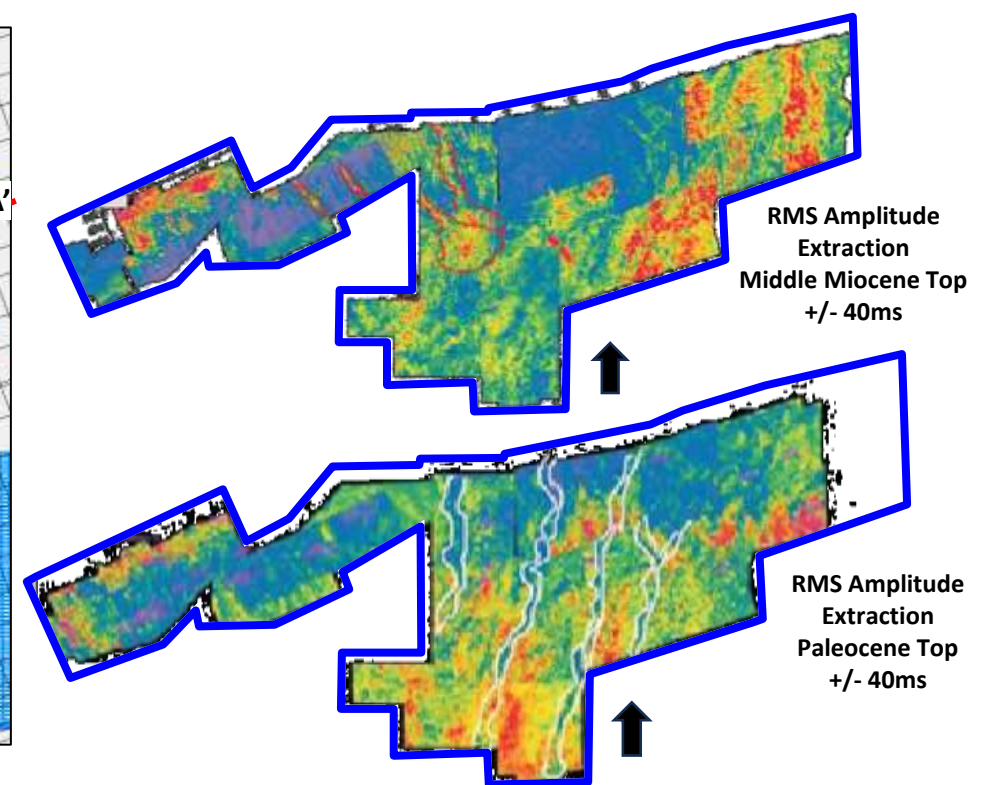 A'
RMS Amplitude
Extraction
Middle Miocene Top
+/- 40ms
RMS Amplitude
Extraction
Paleocene Top
+/- 40ms